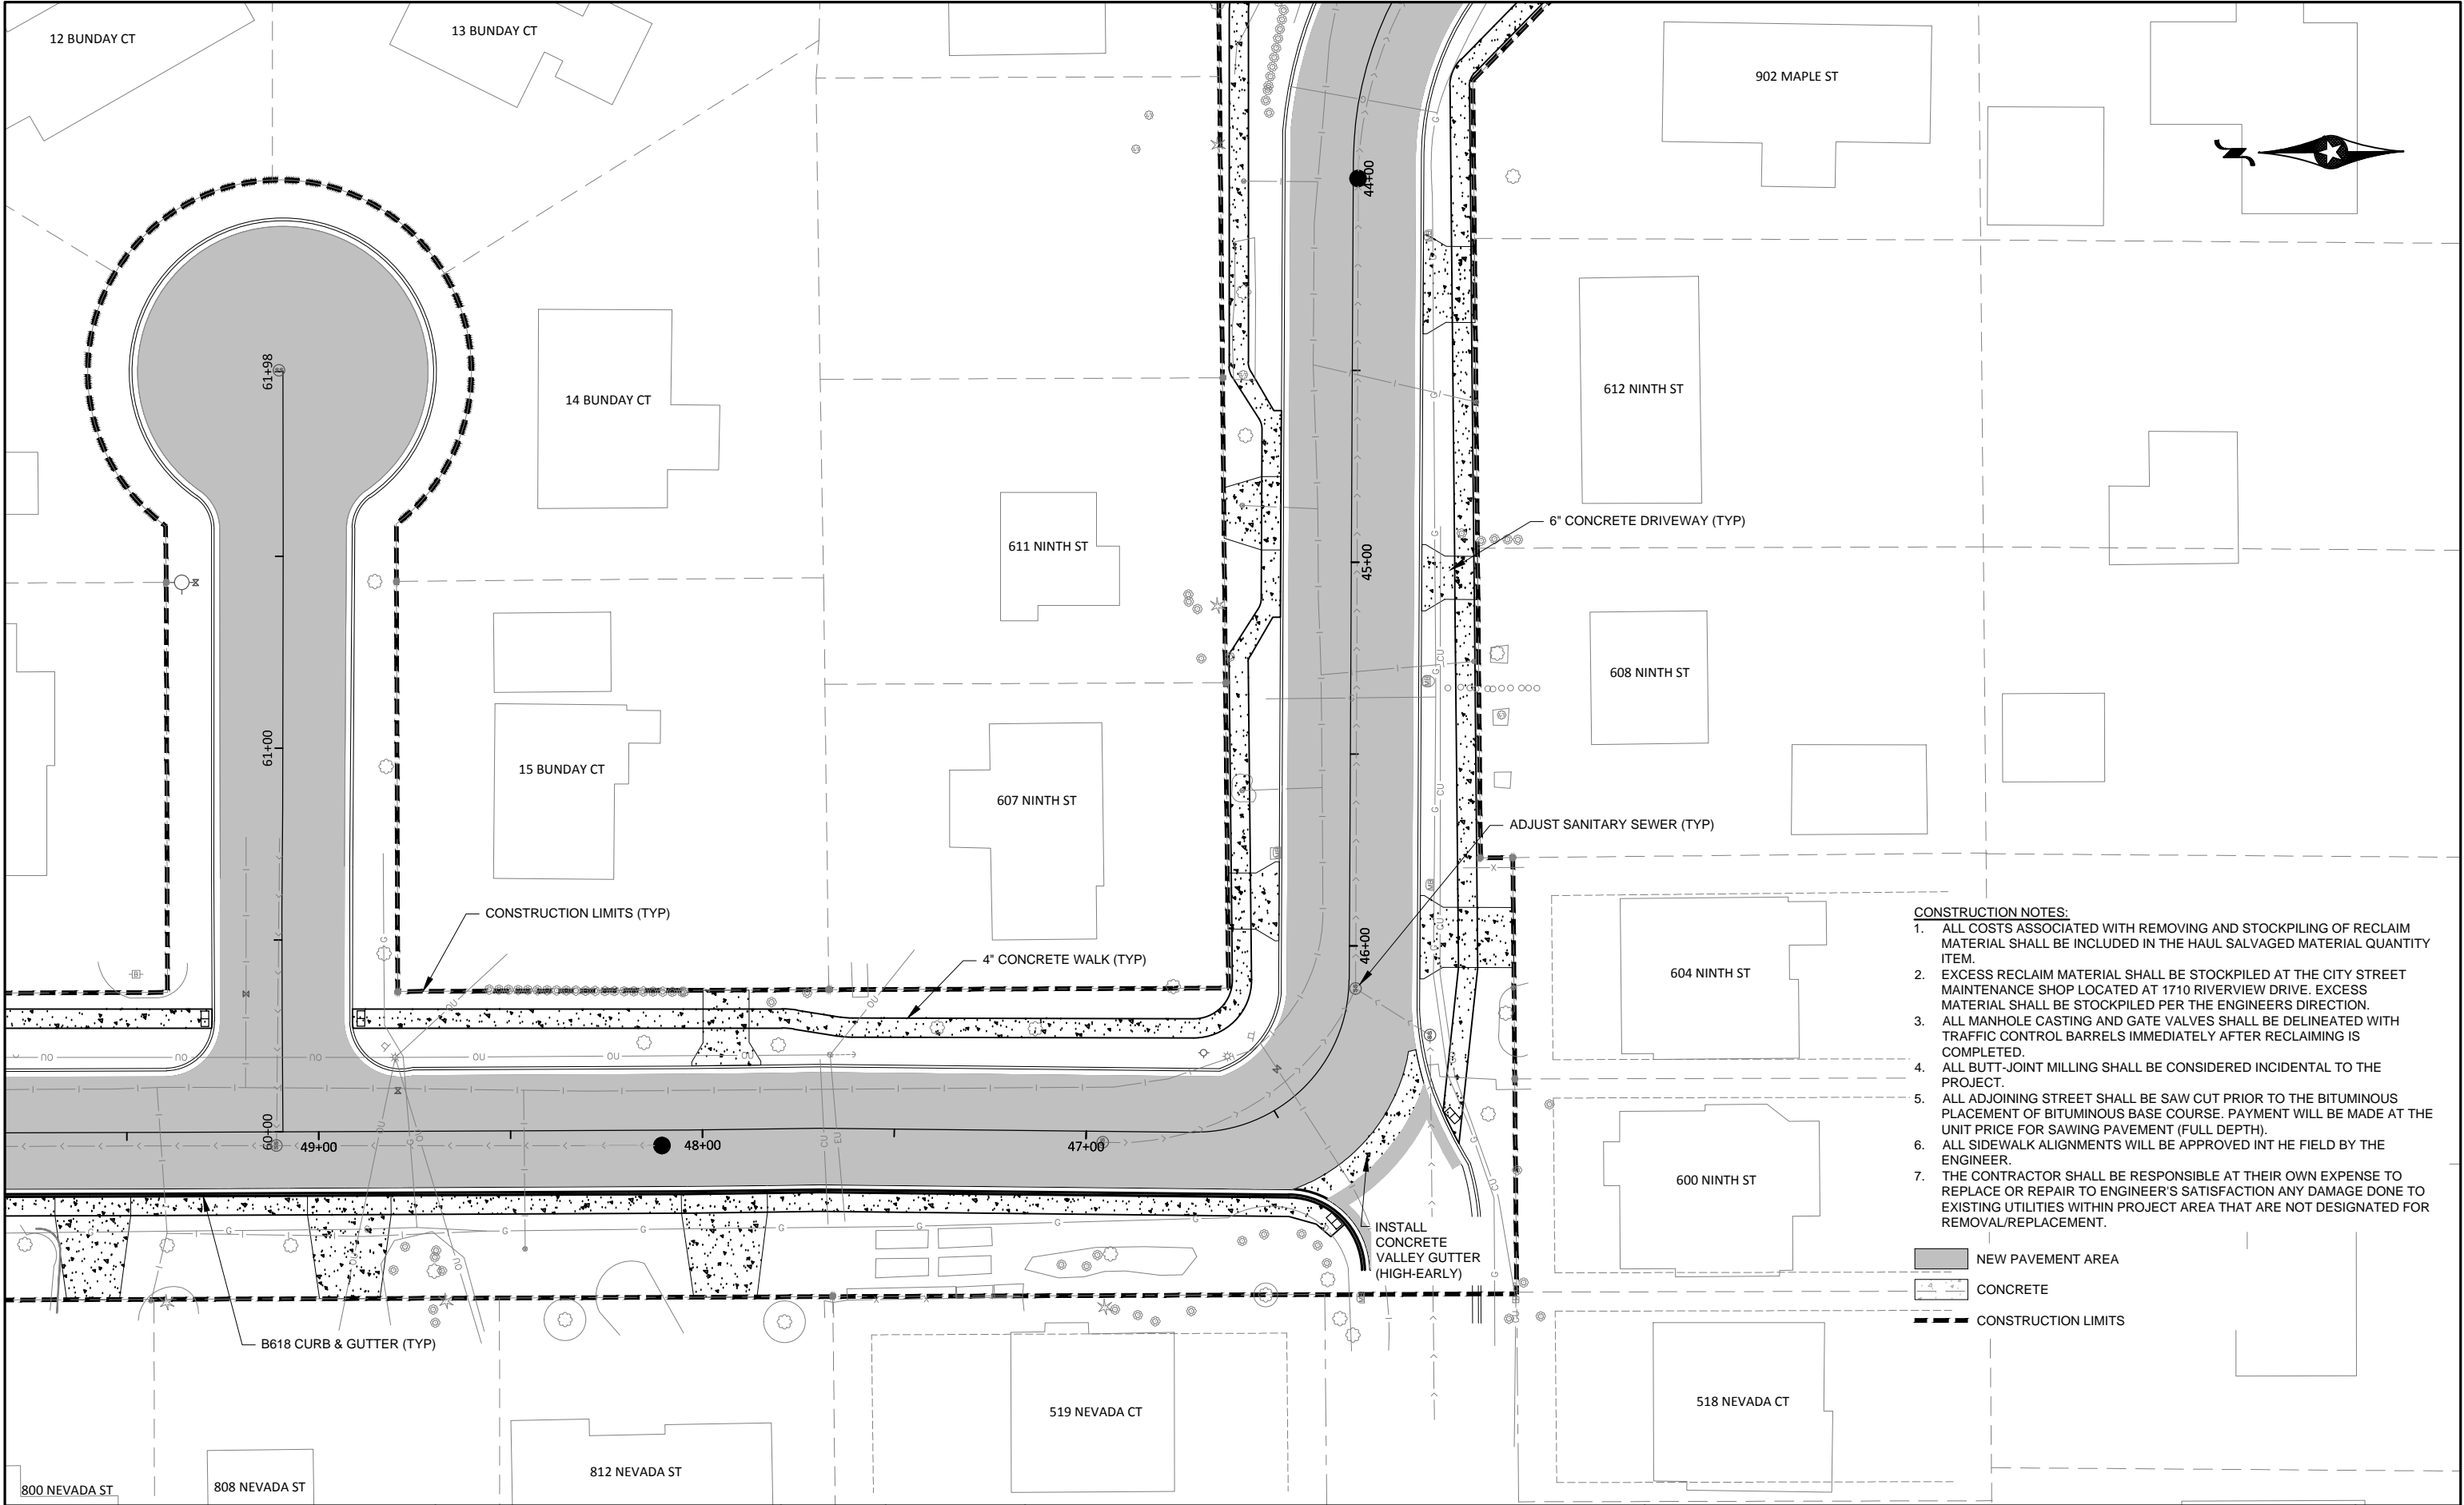 12 BUNDAY CT
13 BUNDAY CT
902 MAPLE ST
44+00
61+98
14 BUNDAY CT
612 NINTH ST
6" CONCRETE DRIVEWAY (TYP)
611 NINTH ST
45+00
608 NINTH ST
61+00
15 BUNDAY CT
607 NINTH ST
ADJUST SANITARY SEWER (TYP)
CONSTRUCTION LIMITS (TYP)
4" CONCRETE WALK (TYP)
46+00
604 NINTH ST
60+00
49+00
48+00
47+00
600 NINTH ST
INSTALL
CONCRETE
VALLEY GUTTER
(HIGH-EARLY)
B618 CURB & GUTTER (TYP)
519 NEVADA CT
518 NEVADA CT
800 NEVADA ST
808 NEVADA ST
812 NEVADA ST
CONSTRUCTION NOTES:
1. ALL COSTS ASSOCIATED WITH REMOVING AND STOCKPILING OF RECLAIM
MATERIAL SHALL BE INCLUDED IN THE HAUL SALVAGED MATERIAL QUANTITY
ITEM.
2. EXCESS RECLAIM MATERIAL SHALL BE STOCKPILED AT THE CITY STREET
MAINTENANCE SHOP LOCATED AT 1710 RIVERVIEW DRIVE. EXCESS
MATERIAL SHALL BE STOCKPILED PER THE ENGINEERS DIRECTION.
3. ALL MANHOLE CASTING AND GATE VALVES SHALL BE DELINEATED WITH
TRAFFIC CONTROL BARRELS IMMEDIATELY AFTER RECLAIMING IS
COMPLETED.
4. ALL BUTT-JOINT MILLING SHALL BE CONSIDERED INCIDENTAL TO THE
PROJECT.
5. ALL ADJOINING STREET SHALL BE SAW CUT PRIOR TO THE BITUMINOUS
PLACEMENT OF BITUMINOUS BASE COURSE. PAYMENT WILL BE MADE AT THE
UNIT PRICE FOR SAWING PAVEMENT (FULL DEPTH).
6. ALL SIDEWALK ALIGNMENTS WILL BE APPROVED INT HE FIELD BY THE
ENGINEER.
7. THE CONTRACTOR SHALL BE RESPONSIBLE AT THEIR OWN EXPENSE TO
REPLACE OR REPAIR TO ENGINEER'S SATISFACTION ANY DAMAGE DONE TO
EXISTING UTILITIES WITHIN PROJECT AREA THAT ARE NOT DESIGNATED FOR
REMOVAL/REPLACEMENT.
NEW PAVEMENT AREA
CONCRETE
CONSTRUCTION LIMITS